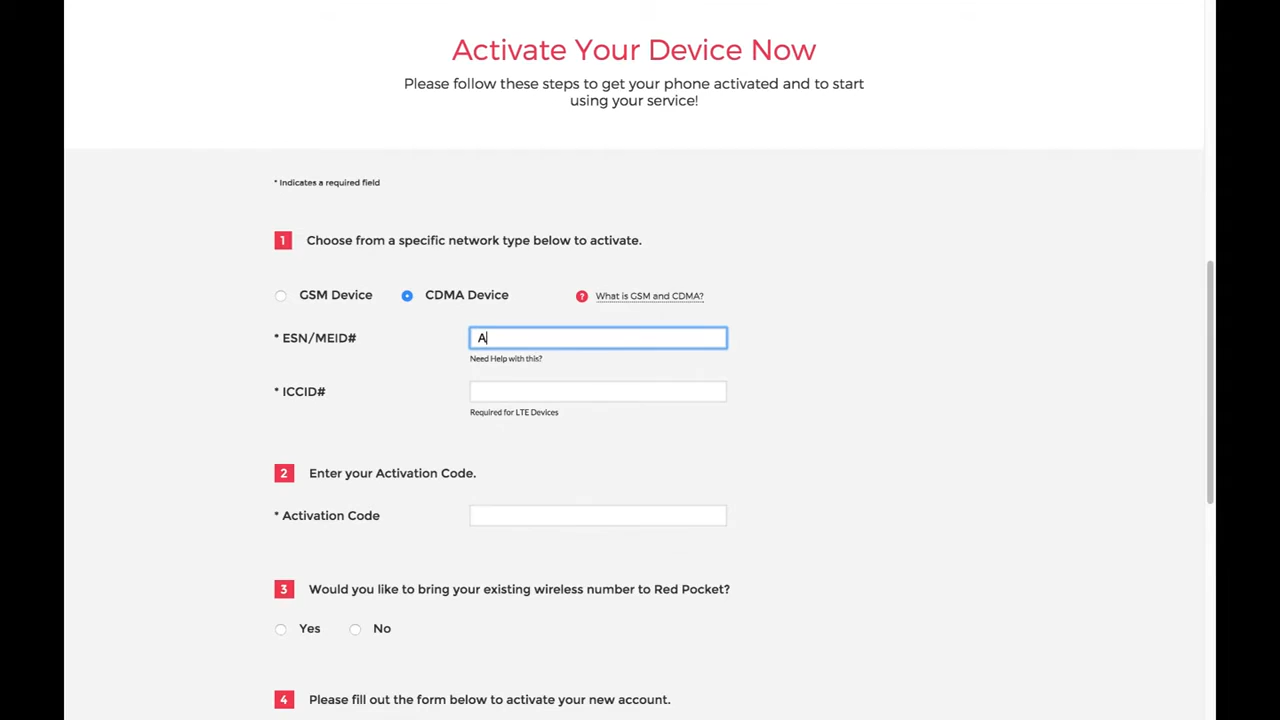 Activate Your Device Now
Please follow these steps to get your phone activated and to start
using your service!
* Indicates a required field
1 Choose from a specific network type below to activate.
GSM Device CDMA Device ? What is GSM and CDMA?
* ESN/MEID# A
Need Help with this?
* ICCID#
Required for LTE Devices
2 Enter your Activation Code.
* Activation Code
3 Would you like to bring your existing wireless number to Red Pocket?
Yes No
4 Please fill out the form below to activate your new account.